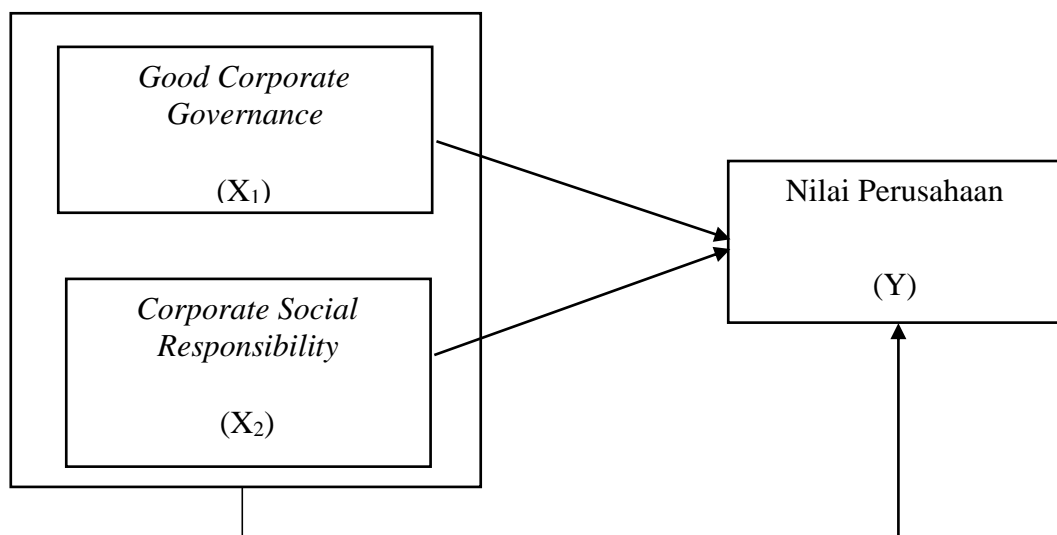 Good Corporate
Governance
(X₁)
Nilai Perusahaan
(Y)
Corporate Social
Responsibility
(X₂)